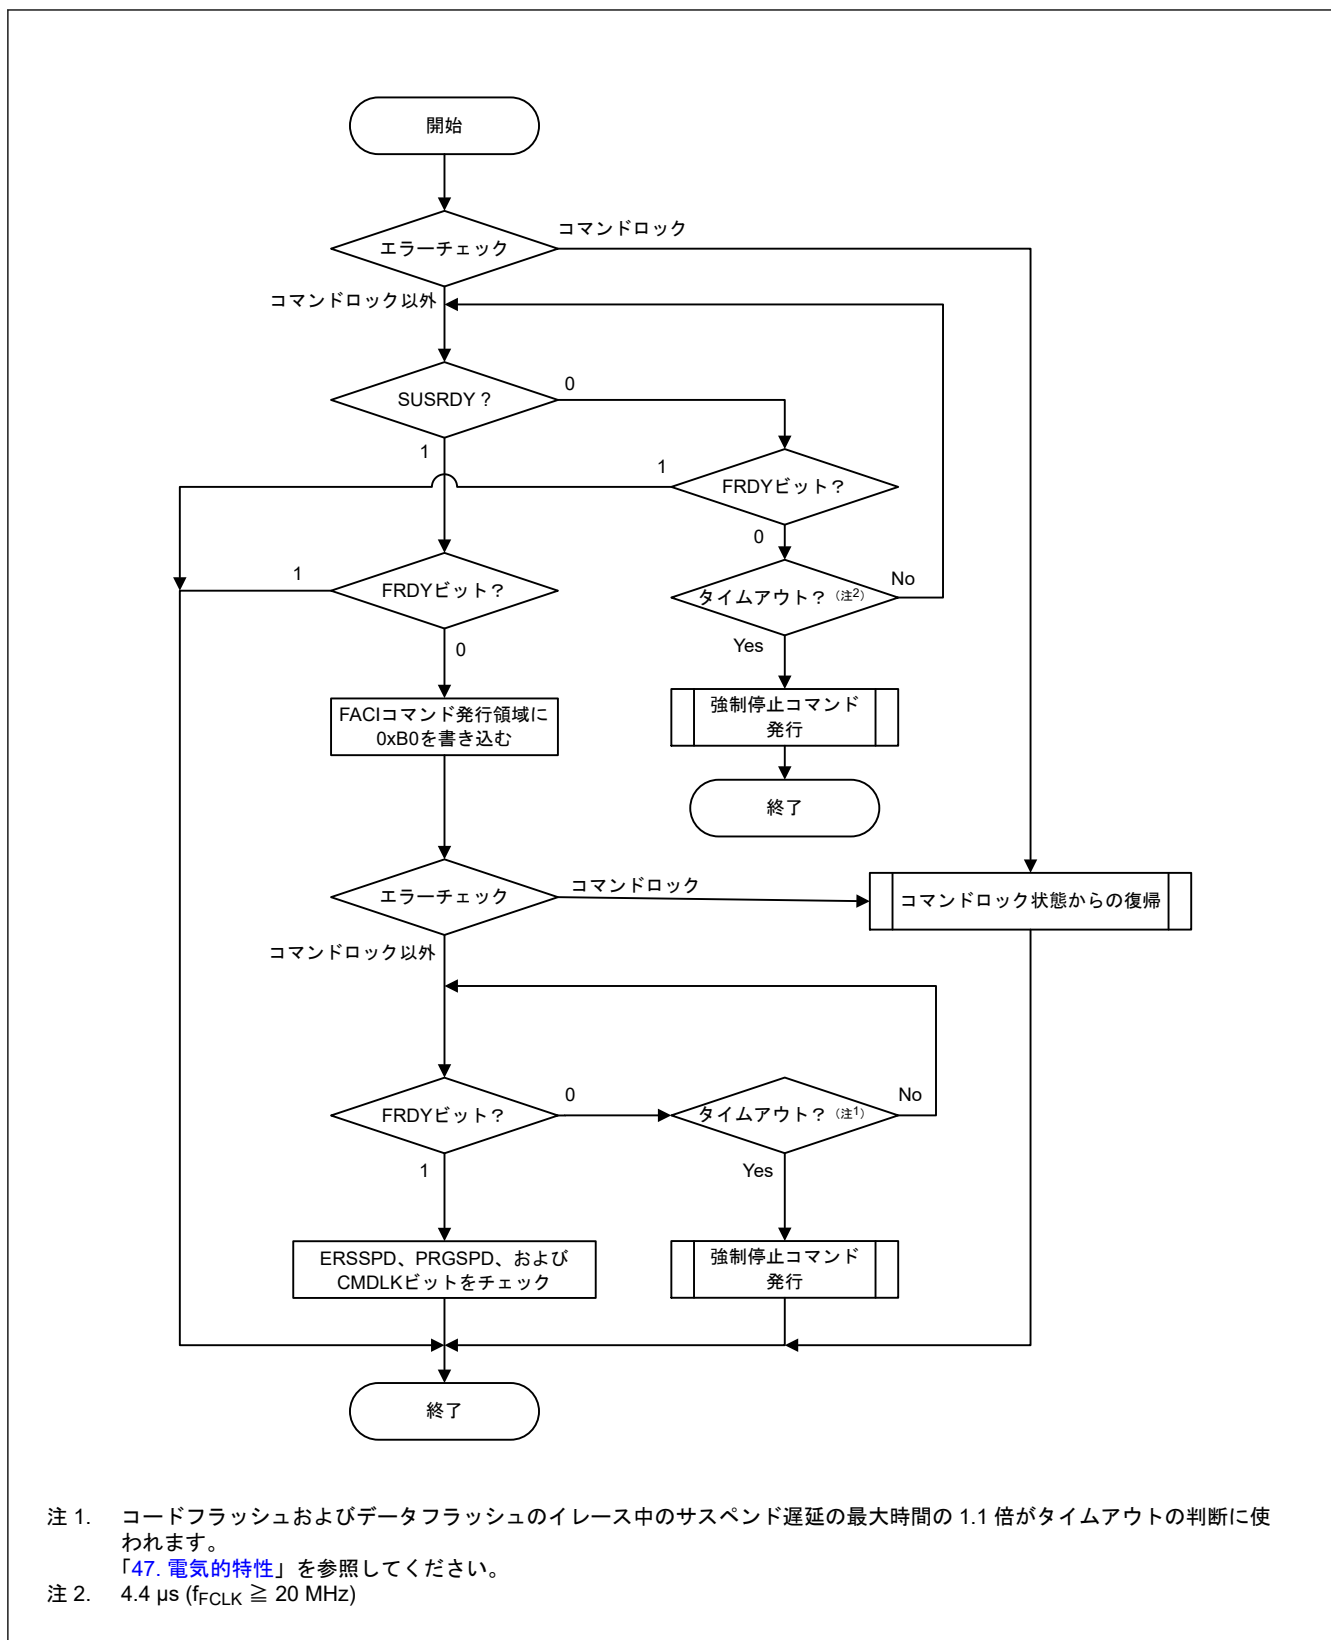 開始
エラーチェック
コマンドロック
コマンドロック以外
SUSRDY ?
0
1
1
FRDYビット？
0
1
FRDYビット？
タイムアウト？（注2）
No
0
Yes
FACIコマンド発行領域に
0xB0を書き込む
強制停止コマンド
発行
終了
エラーチェック
コマンドロック
コマンドロック状態からの復帰
コマンドロック以外
FRDYビット？
0
タイムアウト？（注1）
No
1
Yes
ERSSPD、PRGSPD、および
CMDLKビットをチェック
強制停止コマンド
発行
終了
注 1. コードフラッシュおよびデータフラッシュのイレース中のサスペンド遅延の最大時間の 1.1 倍がタイムアウトの判断に使
われます。
「47. 電気的特性」を参照してください。
注 2. 4.4 µs (fFCLK ≧ 20 MHz)